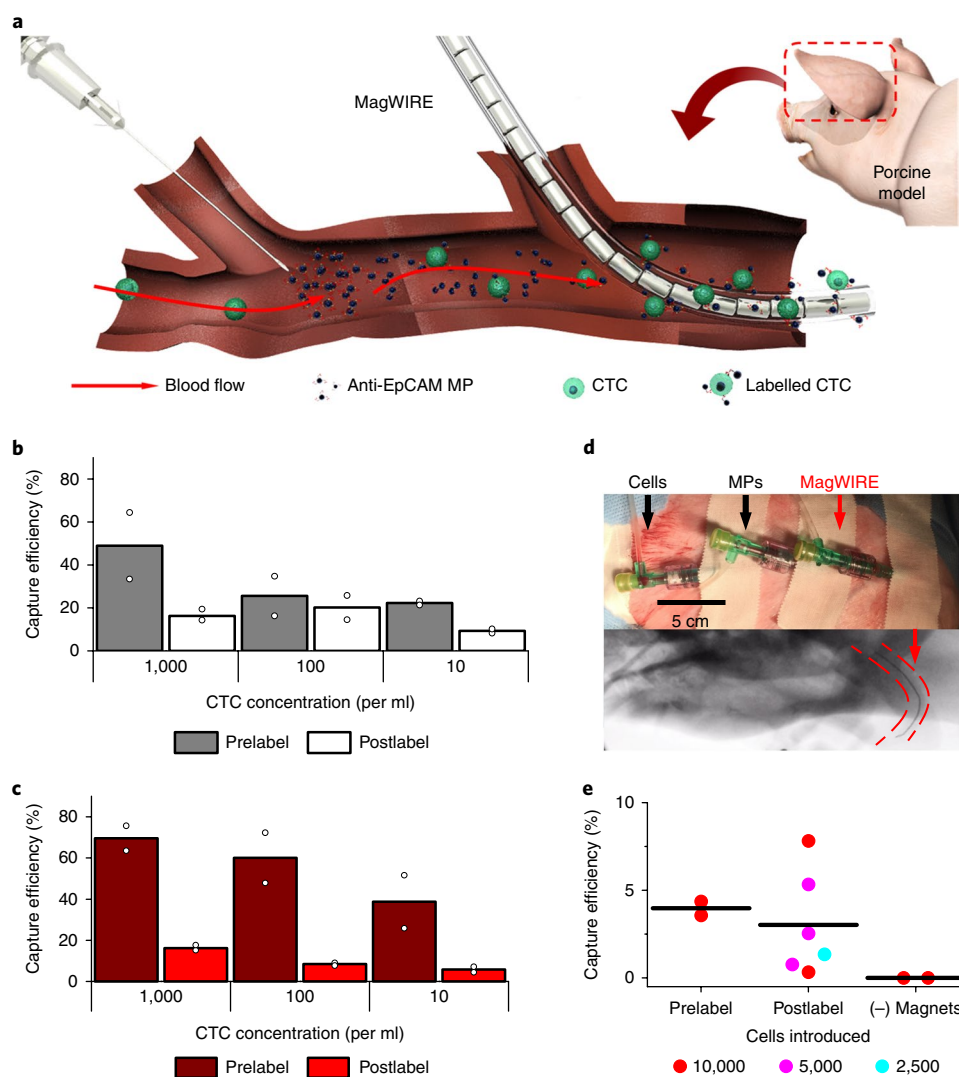 a
MagWIRE
Porcine
model
Blood flow
Anti-EpCAM MP
CTC
Labelled CTC
b
Capture efficiency (%)
80
60
40
20
0
1,000
100
10
CTC concentration (per ml)
Prelabel
Postlabel
c
Capture efficiency (%)
80
60
40
20
0
1,000
100
10
CTC concentration (per ml)
Prelabel
Postlabel
d
Cells
MPs
MagWIRE
5 cm
e
Capture efficiency (%)
10
5
0
Prelabel
Postlabel
(–) Magnets
Cells introduced
10,000
5,000
2,500